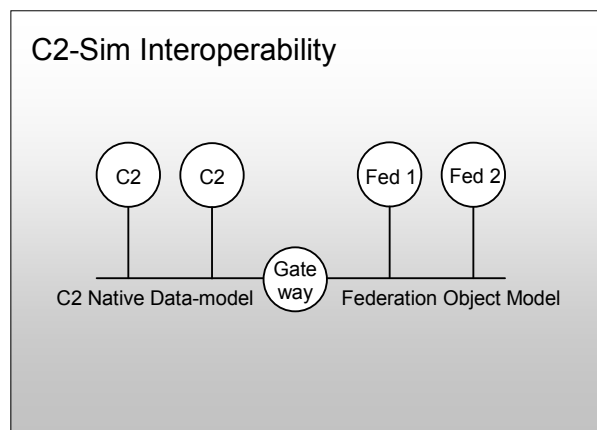 C2-Sim Interoperability
C2
C2
Fed 1
Fed 2
Gate
way
C2 Native Data-model
Federation Object Model